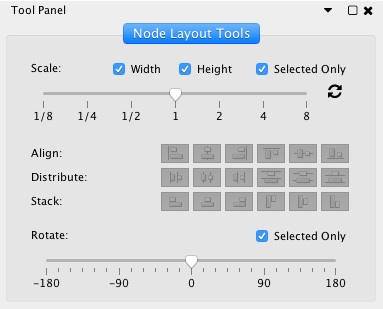 Tool Panel
Node Layout Tools
Scale: Width Height Selected Only
1/8 1/4 1/2 1 2 4 8
Align:
Distribute:
Stack:
Rotate: Selected Only
-180 -90 0 90 180